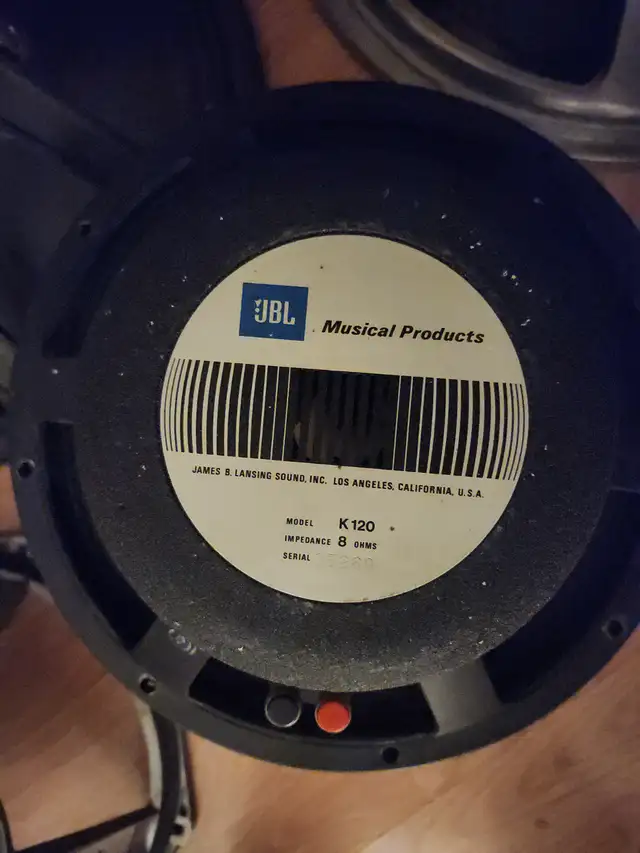 JBL
Musical Products
JAMES B. LANSING SOUND, INC. LOS ANGELES, CALIFORNIA, U.S.A.
MODEL K120
IMPEDANCE 8 OHMS
SERIAL